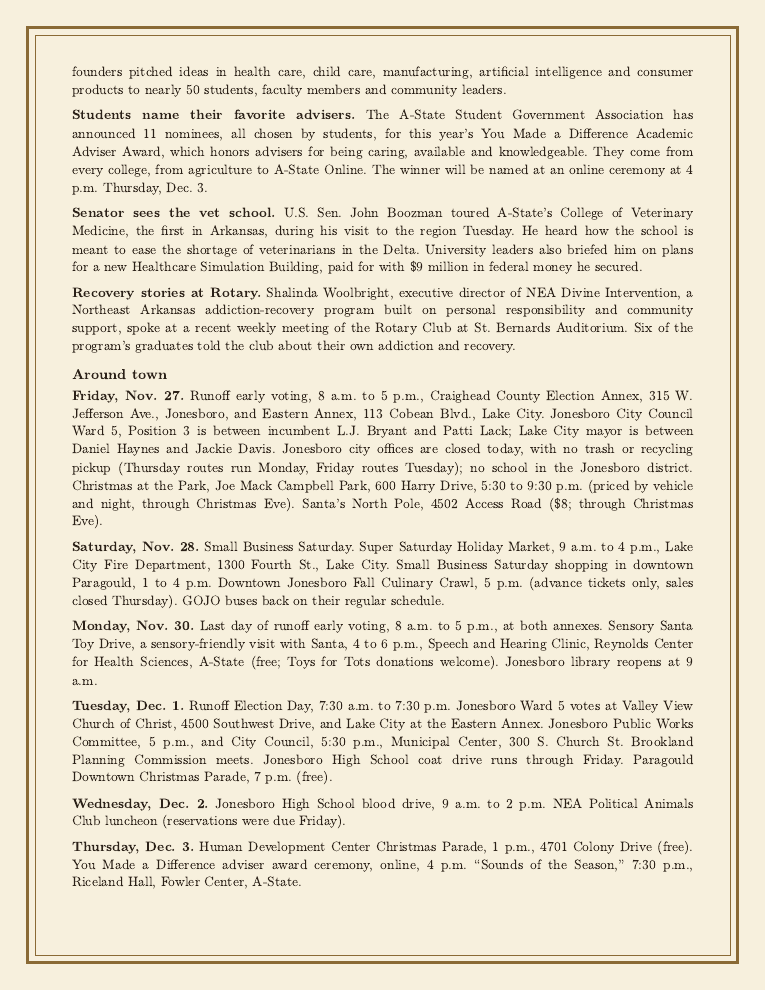 founders pitched ideas in health care, child care, manufacturing, artificial intelligence and consumer
products to nearly 50 students, faculty members and community leaders.
Students name their favorite advisers. The A-State Student Government Association has
announced 11 nominees, all chosen by students, for this year's You Made a Difference Academic
Adviser Award, which honors advisers for being caring, available and knowledgeable. They come from
every college, from agriculture to A-State Online. The winner will be named at an online ceremony at 4
p.m. Thursday, Dec. 3.
Senator sees the vet school. U.S. Sen. John Boozman toured A-State's College of Veterinary
Medicine, the first in Arkansas, during his visit to the region Tuesday. He heard how the school is
meant to ease the shortage of veterinarians in the Delta. University leaders also briefed him on plans
for a new Healthcare Simulation Building, paid for with $9 million in federal money he secured.
Recovery stories at Rotary. Shalinda Woolbright, executive director of NEA Divine Intervention, a
Northeast Arkansas addiction-recovery program built on personal responsibility and community
support, spoke at a recent weekly meeting of the Rotary Club at St. Bernards Auditorium. Six of the
program's graduates told the club about their own addiction and recovery.
Around town
Friday, Nov. 27. Runoff early voting, 8 a.m. to 5 p.m., Craighead County Election Annex, 315 W.
Jefferson Ave., Jonesboro, and Eastern Annex, 113 Cobean Blvd., Lake City. Jonesboro City Council
Ward 5, Position 3 is between incumbent L.J. Bryant and Patti Lack; Lake City mayor is between
Daniel Haynes and Jackie Davis. Jonesboro city offices are closed today, with no trash or recycling
pickup (Thursday routes run Monday, Friday routes Tuesday); no school in the Jonesboro district.
Christmas at the Park, Joe Mack Campbell Park, 600 Harry Drive, 5:30 to 9:30 p.m. (priced by vehicle
and night, through Christmas Eve). Santa's North Pole, 4502 Access Road ($8; through Christmas
Eve).
Saturday, Nov. 28. Small Business Saturday. Super Saturday Holiday Market, 9 a.m. to 4 p.m., Lake
City Fire Department, 1300 Fourth St., Lake City. Small Business Saturday shopping in downtown
Paragould, 1 to 4 p.m. Downtown Jonesboro Fall Culinary Crawl, 5 p.m. (advance tickets only, sales
closed Thursday). GOJO buses back on their regular schedule.
Monday, Nov. 30. Last day of runoff early voting, 8 a.m. to 5 p.m., at both annexes. Sensory Santa
Toy Drive, a sensory-friendly visit with Santa, 4 to 6 p.m., Speech and Hearing Clinic, Reynolds Center
for Health Sciences, A-State (free; Toys for Tots donations welcome). Jonesboro library reopens at 9
a.m.
Tuesday, Dec. 1. Runoff Election Day, 7:30 a.m. to 7:30 p.m. Jonesboro Ward 5 votes at Valley View
Church of Christ, 4500 Southwest Drive, and Lake City at the Eastern Annex. Jonesboro Public Works
Committee, 5 p.m., and City Council, 5:30 p.m., Municipal Center, 300 S. Church St. Brookland
Planning Commission meets. Jonesboro High School coat drive runs through Friday. Paragould
Downtown Christmas Parade, 7 p.m. (free).
Wednesday, Dec. 2. Jonesboro High School blood drive, 9 a.m. to 2 p.m. NEA Political Animals
Club luncheon (reservations were due Friday).
Thursday, Dec. 3. Human Development Center Christmas Parade, 1 p.m., 4701 Colony Drive (free).
You Made a Difference adviser award ceremony, online, 4 p.m. “Sounds of the Season,” 7:30 p.m.,
Riceland Hall, Fowler Center, A-State.